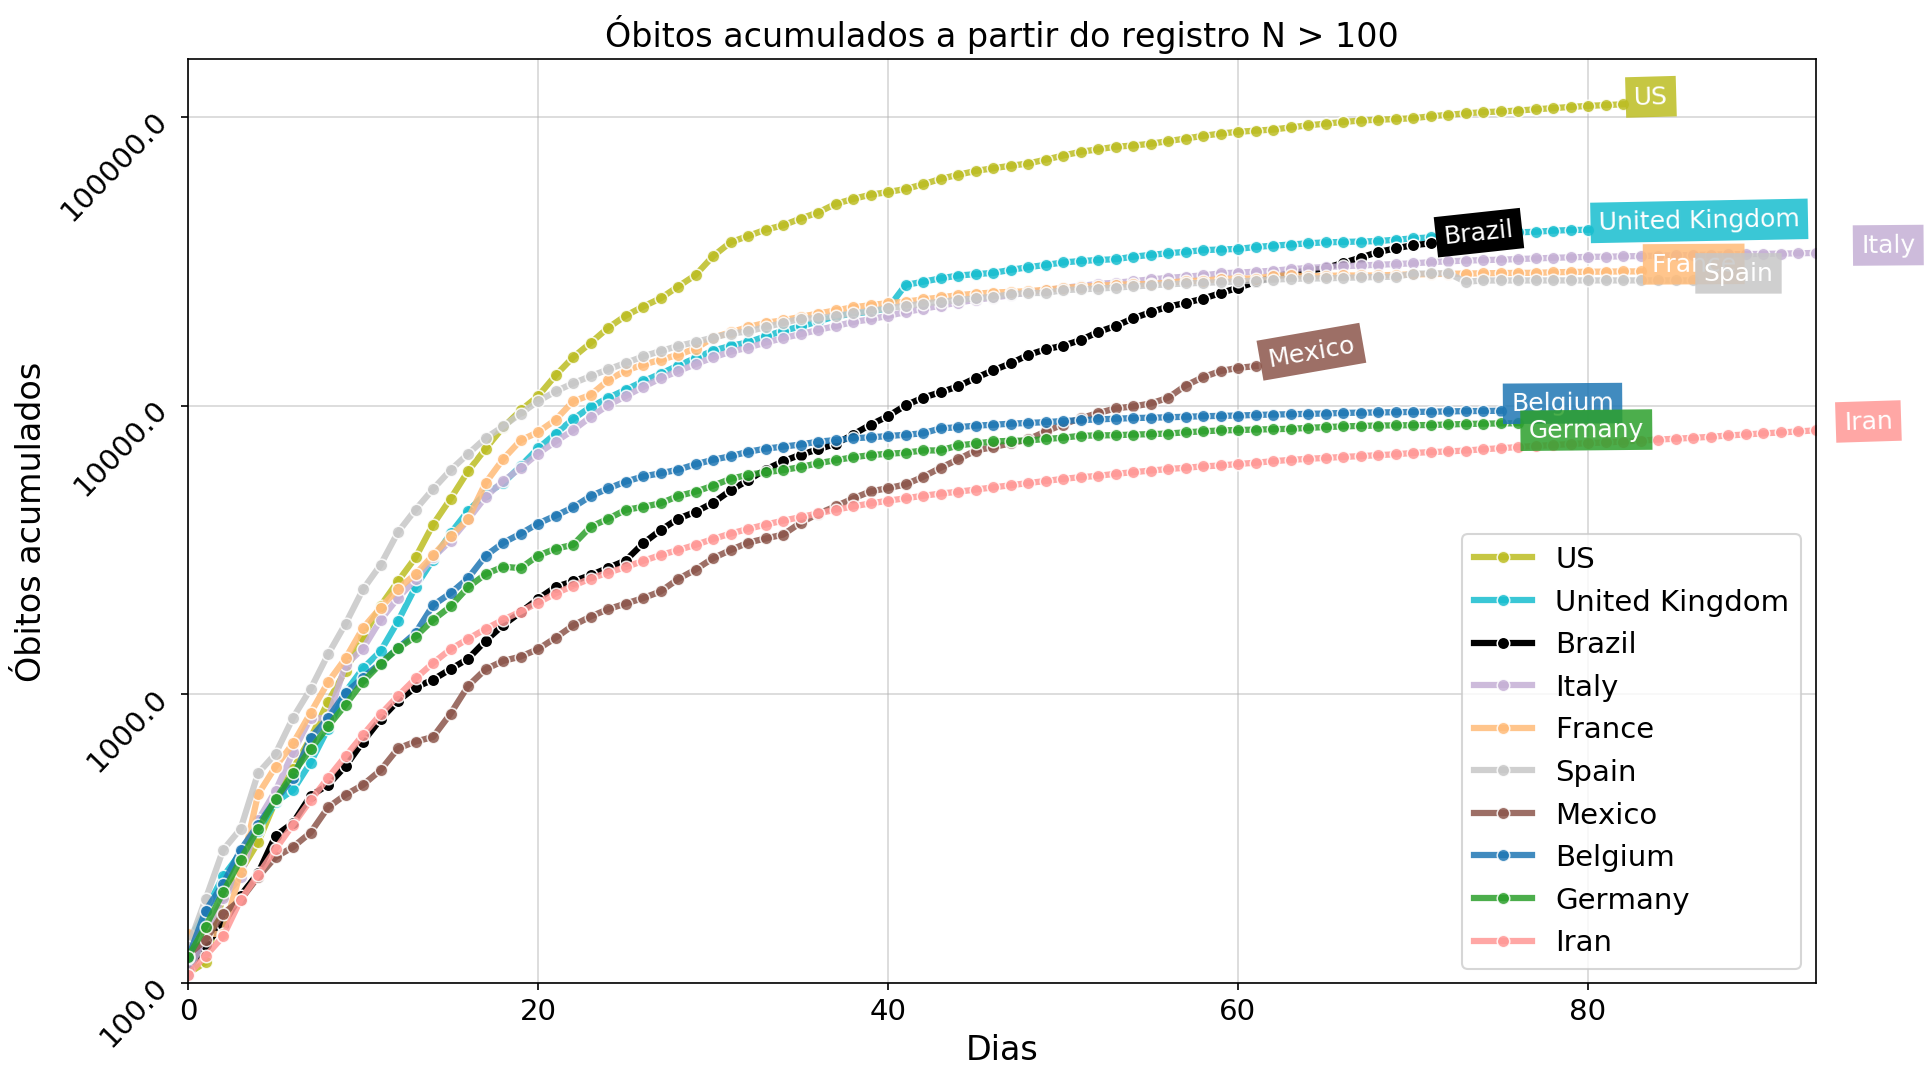 Óbitos acumulados a partir do registro N > 100
Óbitos acumulados
100000.0
10000.0
1000.0
100.0
0
20
40
60
80
Dias
US
United Kingdom
Brazil
Italy
Spain
Mexico
Belgium
Germany
Iran
US
United Kingdom
Brazil
Italy
France
Spain
Mexico
Belgium
Germany
Iran